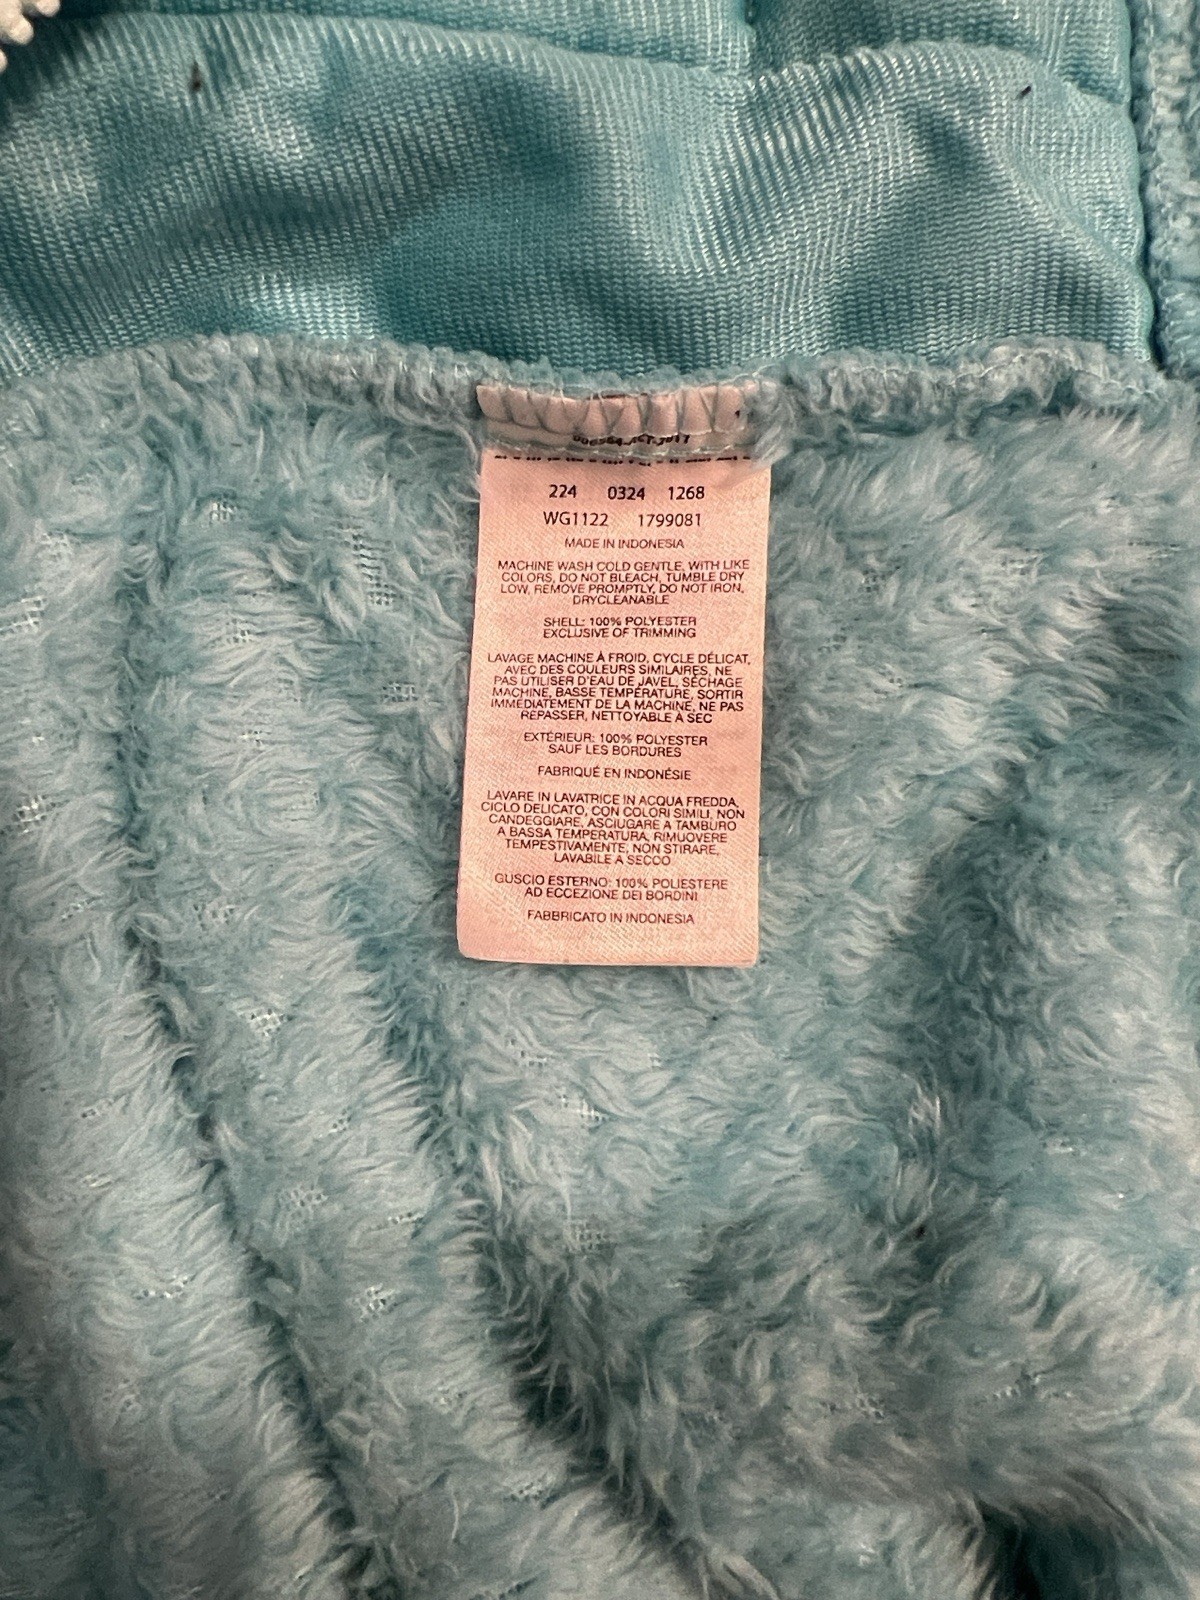 224 0324 1268
WG1122 1799081
MADE IN INDONESIA
MACHINE WASH COLD GENTLE, WITH LIKE
COLORS, DO NOT BLEACH, TUMBLE DRY
LOW, REMOVE PROMPTLY, DO NOT IRON,
DRYCLEANABLE
SHELL: 100% POLYESTER
EXCLUSIVE OF TRIMMING
LAVAGE MACHINE À FROID, CYCLE DÉLICAT,
AVEC DES COULEURS SIMILAIRES, NE
PAS UTILISER D'EAU DE JAVEL, SÉCHAGE
MACHINE, BASSE TEMPÉRATURE, SORTIR
IMMÉDIATEMENT DE LA MACHINE, NE PAS
REPASSER, NETTOYABLE À SEC
EXTÉRIEUR: 100% POLYESTER
SAUF LES BORDURES
FABRIQUÉ EN INDONÉSIE
LAVARE IN LAVATRICE IN ACQUA FREDDA,
CICLO DELICATO, CON COLORI SIMILI, NON
CANDEGGIARE, ASCIUGARE A TAMBURO
A BASSA TEMPERATURA, RIMUOVERE
TEMPESTIVAMENTE, NON STIRARE,
LAVABILE A SECCO
GUSCIO ESTERNO: 100% POLIESTERE
AD ECCEZIONE DEI BORDINI
FABBRICATO IN INDONESIA